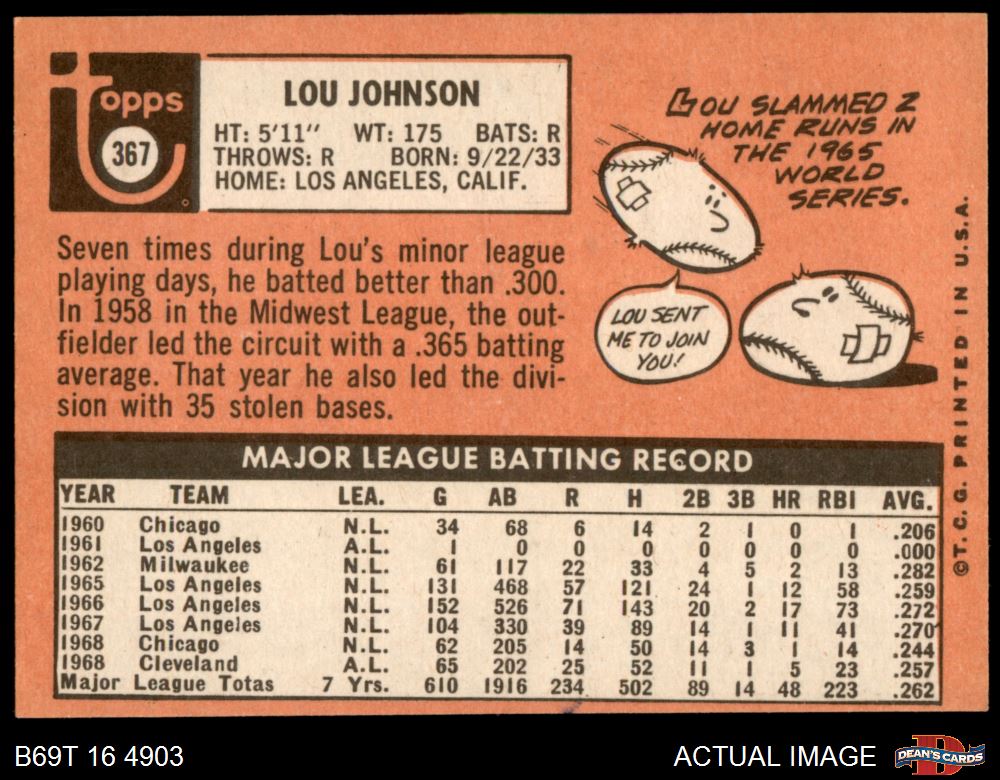 Topps
367
LOU JOHNSON
HT: 5'11" WT: 175 BATS: R
THROWS: R BORN: 9/22/33
HOME: LOS ANGELES, CALIF.
Seven times during Lou's minor league
playing days, he batted better than .300.
In 1958 in the Midwest League, the out-
fielder led the circuit with a .365 batting
average. That year he also led the divi-
sion with 35 stolen bases.
LOU SLAMMED 2
HOME RUNS IN
THE 1965
WORLD
SERIES.
LOU SENT
ME TO JOIN
YOU!
©T. C. G. PRINTED IN U.S.A.
MAJOR LEAGUE BATTING RECORD
YEAR TEAM LEA. G AB R H 2B 3B HR RBI AVG.
1960 Chicago N.L. 34 68 6 14 2 1 0 1 .206
1961 Los Angeles A.L. 1 0 0 0 0 0 0 0 .000
1962 Milwaukee N.L. 61 117 22 33 4 5 2 13 .282
1965 Los Angeles N.L. 131 468 57 121 24 1 12 58 .259
1966 Los Angeles N.L. 152 526 71 143 20 2 17 73 .272
1967 Los Angeles N.L. 104 330 39 89 14 1 11 41 .270
1968 Chicago N.L. 62 205 14 50 14 3 1 14 .244
1968 Cleveland A.L. 65 202 25 52 11 1 5 23 .257
Major League Totas 7 Yrs. 610 1916 234 502 89 14 48 223 .262
B69T 16 4903
ACTUAL IMAGE
D
DEAN'S CARDS